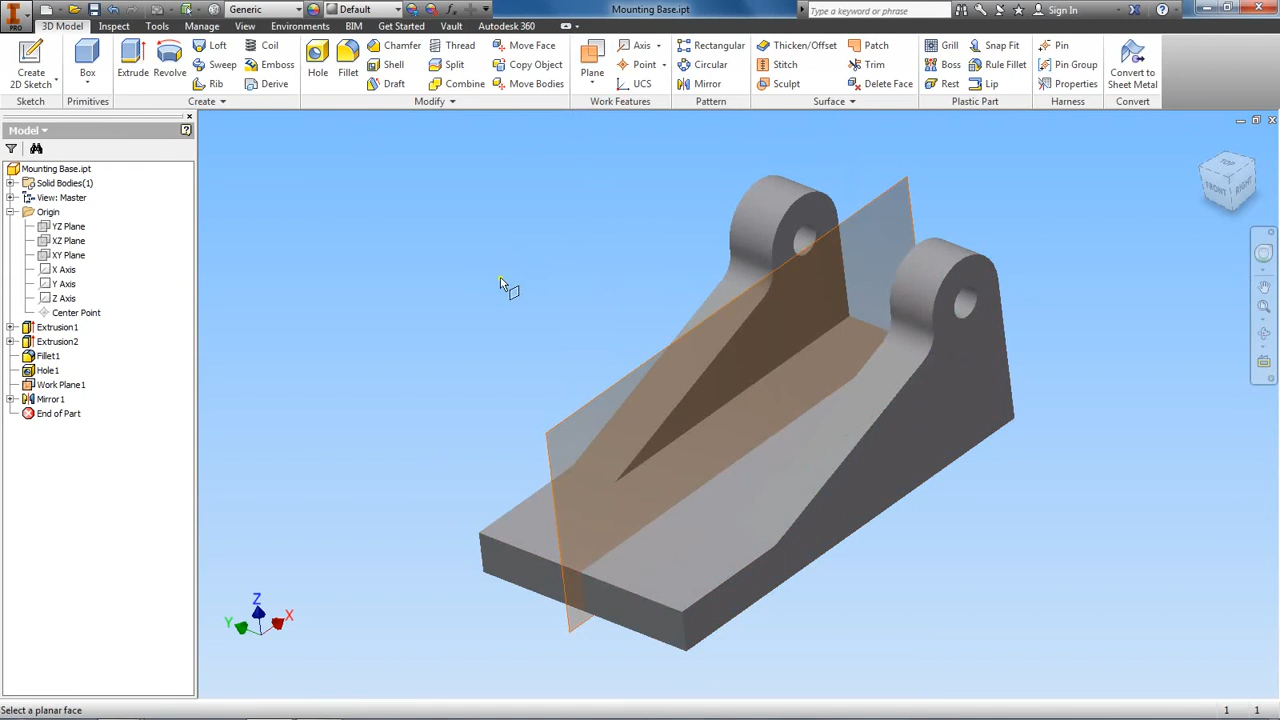 PRO
Generic
Default
Mounting Base.ipt
Type a keyword or phrase
Sign In
3D Model Inspect Tools Manage View Environments BIM Get Started Vault Autodesk 360
Create
2D Sketch
Box
Extrude Revolve
Loft Coil
Sweep Emboss
Rib Derive
Hole Fillet
Chamfer Thread Move Face
Shell Split Copy Object
Draft Combine Move Bodies
Plane
Axis
Point
UCS
Rectangular
Circular
Mirror
Thicken/Offset Patch
Stitch Trim
Sculpt Delete Face
Grill Snap Fit
Boss Rule Fillet
Rest Lip
Pin
Pin Group
Properties
Convert to
Sheet Metal
Sketch Primitives Create Modify Work Features Pattern Surface Plastic Part Harness Convert
Model
Mounting Base.ipt
Solid Bodies(1)
View: Master
Origin
YZ Plane
XZ Plane
XY Plane
X Axis
Y Axis
Z Axis
Center Point
Extrusion1
Extrusion2
Fillet1
Hole1
Work Plane1
Mirror1
End of Part
TOP
FRONT RIGHT
Z
Y X
Select a planar face
1 1